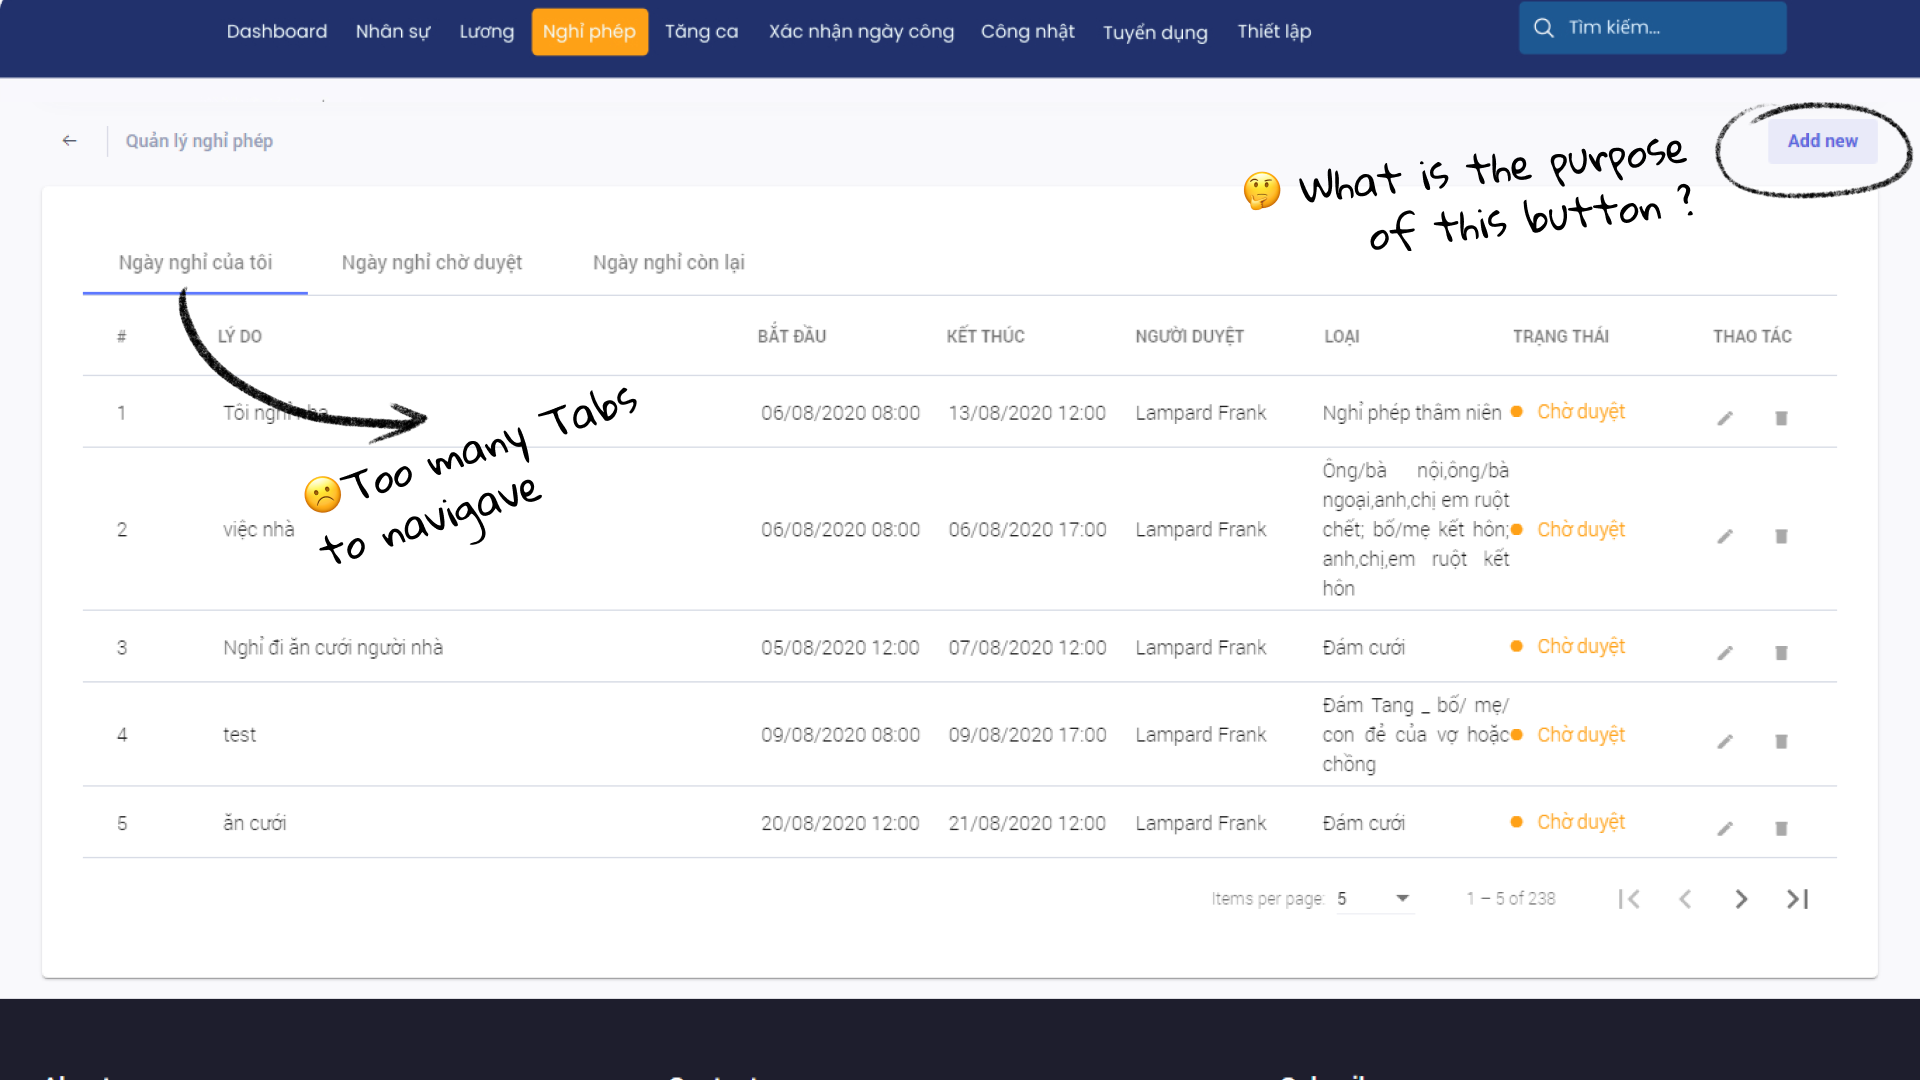 Dashboard Nhân sự Lương Nghỉ phép Tăng ca Xác nhận ngày công Công nhật Tuyển dụng Thiết lập Tìm kiếm...
Quản lý nghỉ phép
Add new
What is the purpose
of this button ?
Ngày nghỉ của tôi Ngày nghỉ chờ duyệt Ngày nghỉ còn lại
# LÝ DO BẮT ĐẦU KẾT THÚC NGƯỜI DUYỆT LOẠI TRẠNG THÁI THAO TÁC
1 Tôi 06/08/2020 08:00 13/08/2020 12:00 Lampard Frank Nghỉ phép thâm niên Chờ duyệt
Too many Tabs
to navigave
2 việc nhà 06/08/2020 08:00 06/08/2020 17:00 Lampard Frank
Ông/bà nội,ông/bà
ngoại,anh,chị em ruột
chết; bố/mẹ kết hôn;
anh,chị,em ruột kết
hôn
Chờ duyệt
3 Nghỉ đi ăn cưới người nhà 05/08/2020 12:00 07/08/2020 12:00 Lampard Frank Đám cưới Chờ duyệt
4 test 09/08/2020 08:00 09/08/2020 17:00 Lampard Frank
Đám Tang _ bố/ mẹ/
con đẻ của vợ hoặc
chồng
Chờ duyệt
5 ăn cưới 20/08/2020 12:00 21/08/2020 12:00 Lampard Frank Đám cưới Chờ duyệt
Items per page: 5 1 – 5 of 238